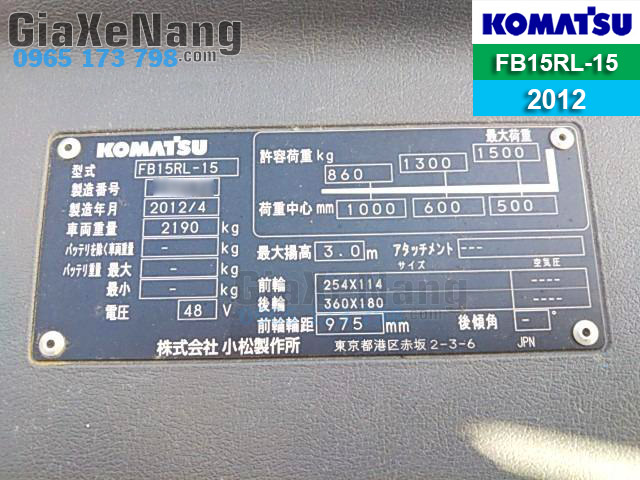 GiaXeNang
0965 173 798 .com
KOMATSU
FB15RL-15
2012
KOMATSU
型式 FB15RL-15
製造番号
製造年月 2012/4
車両重量 2190 kg
バッテリを除く車両重量 - kg
バッテリ重量 最大 - kg
最小 - kg
電圧 48 V
最大荷重
許容荷重 kg 860 1300 1500
荷重中心 mm 1000 600 500
最大揚高 3.0 m アタッチメント ---
サイズ 空気圧
前輪 254X114 ----
後輪 360X180 ----
前輪輪距 975 mm 後傾角 - °
株式会社 小松製作所 東京都港区赤坂 2-3-6 JPN
GiaXeNang
.com